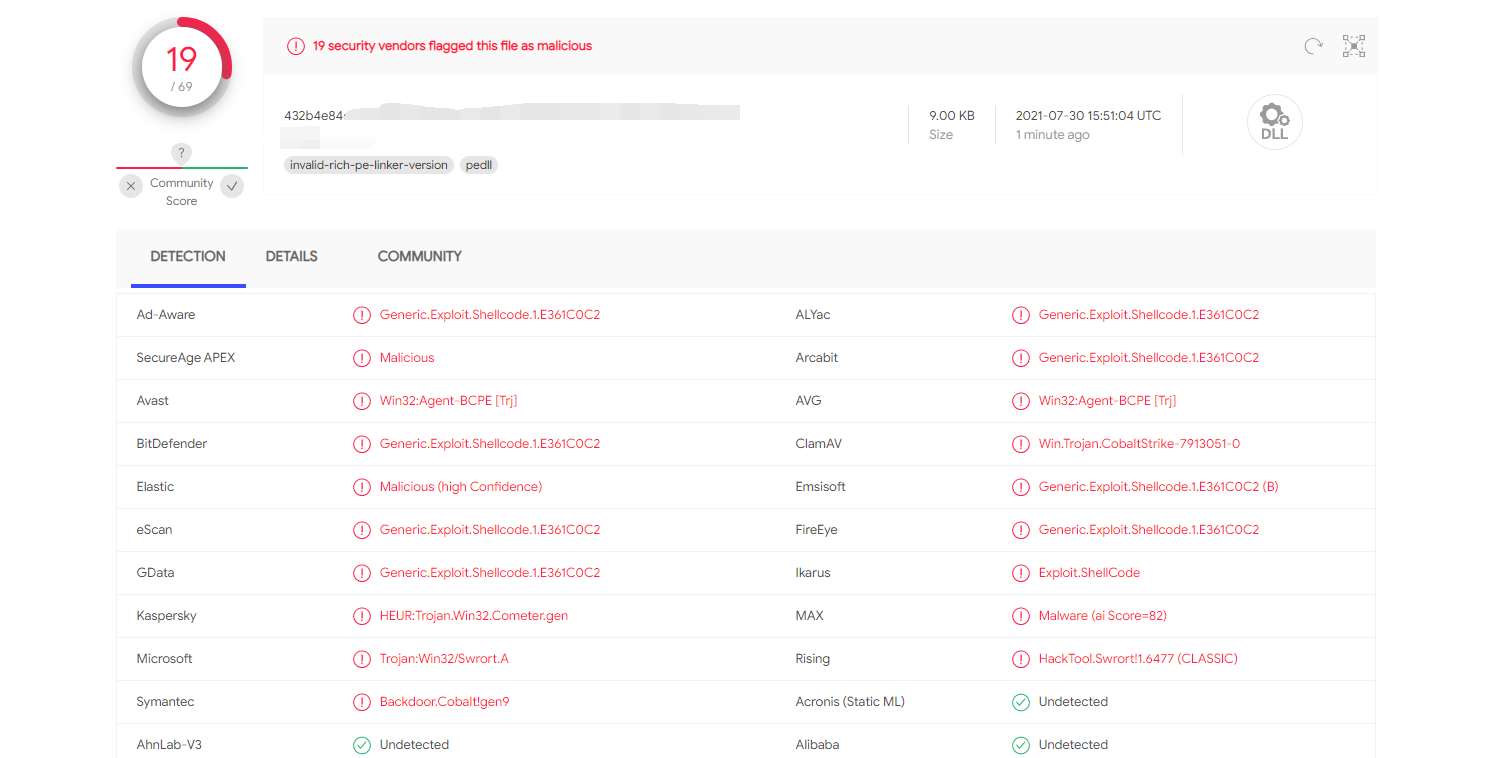 19
/ 69
?
Community
Score
19 security vendors flagged this file as malicious
432b4e84
9.00 KB
Size
2021-07-30 15:51:04 UTC
1 minute ago
DLL
invalid-rich-pe-linker-version pedll
DETECTION DETAILS COMMUNITY
Ad-Aware Generic.Exploit.Shellcode.1.E361C0C2 ALYac Generic.Exploit.Shellcode.1.E361C0C2
SecureAge APEX Malicious Arcabit Generic.Exploit.Shellcode.1.E361C0C2
Avast Win32:Agent-BCPE [Trj] AVG Win32:Agent-BCPE [Trj]
BitDefender Generic.Exploit.Shellcode.1.E361C0C2 ClamAV Win.Trojan.CobaltStrike-7913051-0
Elastic Malicious (high Confidence) Emsisoft Generic.Exploit.Shellcode.1.E361C0C2 (B)
eScan Generic.Exploit.Shellcode.1.E361C0C2 FireEye Generic.Exploit.Shellcode.1.E361C0C2
GData Generic.Exploit.Shellcode.1.E361C0C2 Ikarus Exploit.ShellCode
Kaspersky HEUR:Trojan.Win32.Cometer.gen MAX Malware (ai Score=82)
Microsoft Trojan:Win32/Swrort.A Rising HackTool.Swrort!1.6477 (CLASSIC)
Symantec Backdoor.Cobalt!gen9 Acronis (Static ML) Undetected
AhnLab-V3 Undetected Alibaba Undetected